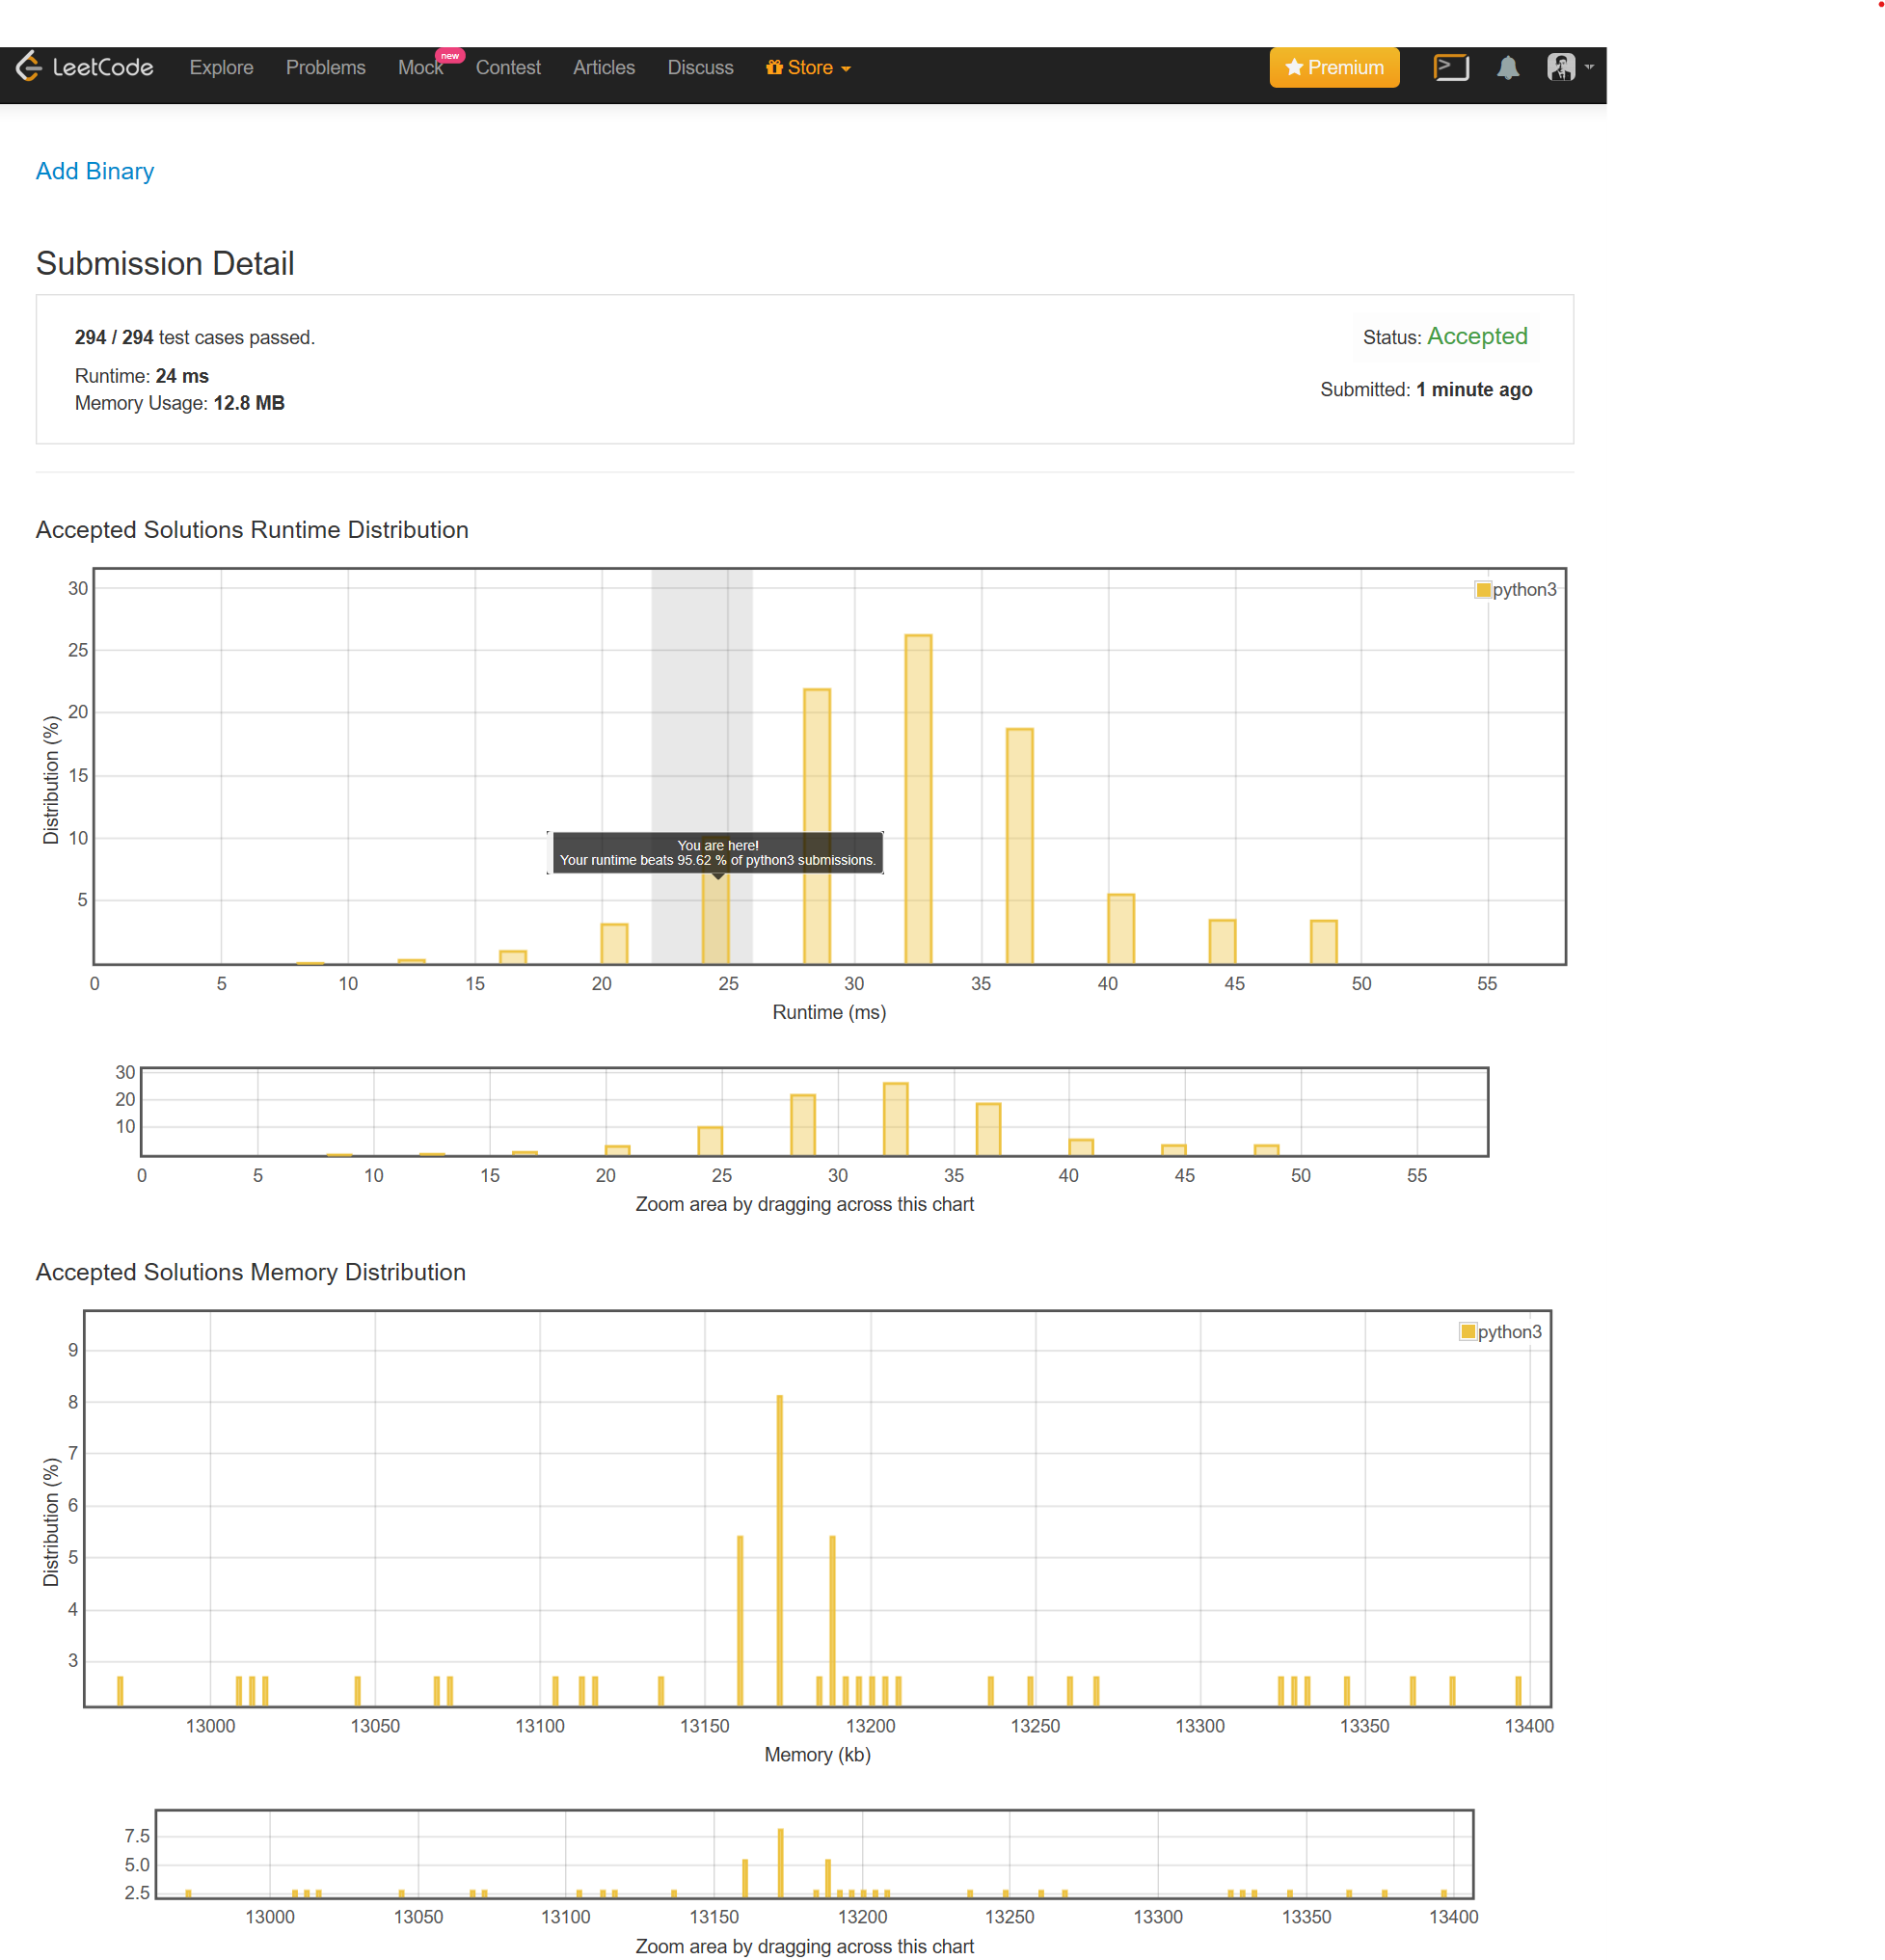 LeetCode Explore Problems Mock new Contest Articles Discuss Store Premium
Add Binary
Submission Detail
294 / 294 test cases passed.
Status: Accepted
Runtime: 24 ms
Submitted: 1 minute ago
Memory Usage: 12.8 MB
Accepted Solutions Runtime Distribution
30
25
20
15
10
5
Distribution (%)
python3
You are here!
Your runtime beats 95.62 % of python3 submissions.
0 5 10 15 20 25 30 35 40 45 50 55
Runtime (ms)
30
20
10
0 5 10 15 20 25 30 35 40 45 50 55
Zoom area by dragging across this chart
Accepted Solutions Memory Distribution
9
8
7
6
5
4
3
Distribution (%)
python3
13000 13050 13100 13150 13200 13250 13300 13350 13400
Memory (kb)
7.5
5.0
2.5
13000 13050 13100 13150 13200 13250 13300 13350 13400
Zoom area by dragging across this chart